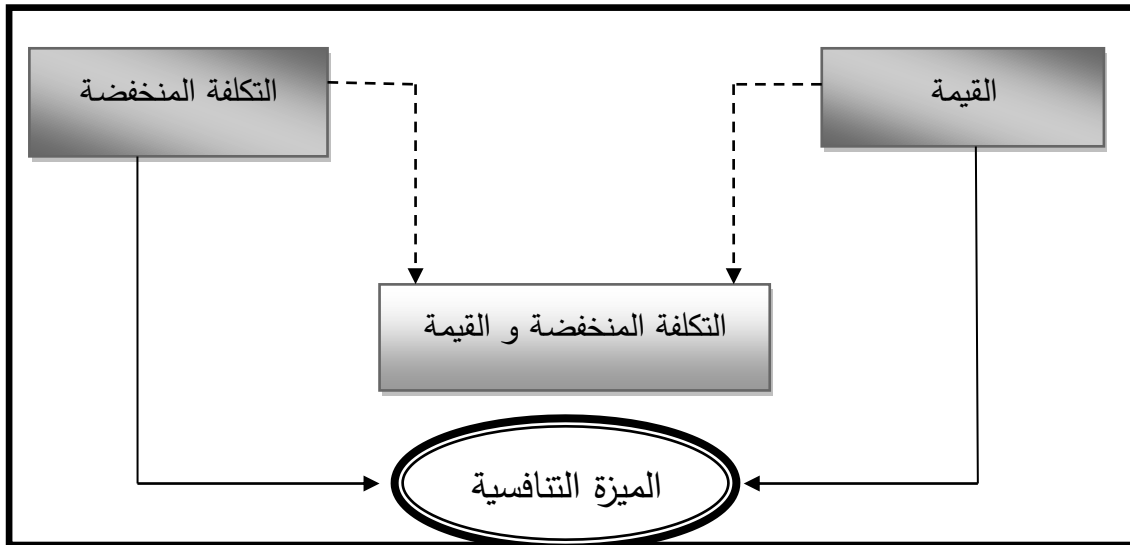 القيمة
التكلفة المنخفضة
التكلفة المنخفضة و القيمة
الميزة التنافسية